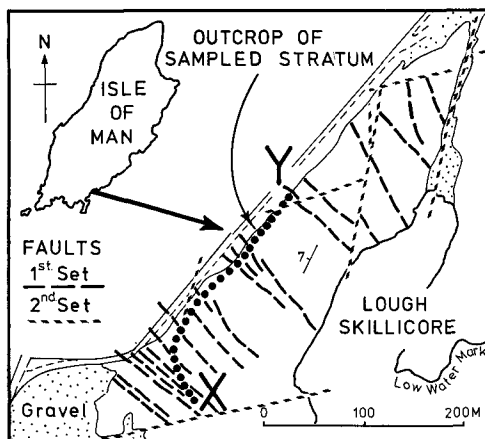 N
ISLE
OF
MAN
OUTCROP OF
SAMPLED STRATUM
Y
FAULTS
1st. Set
2nd Set
7
LOUGH
SKILLICORE
Low Water Mark
X
Gravel
0 100 200M